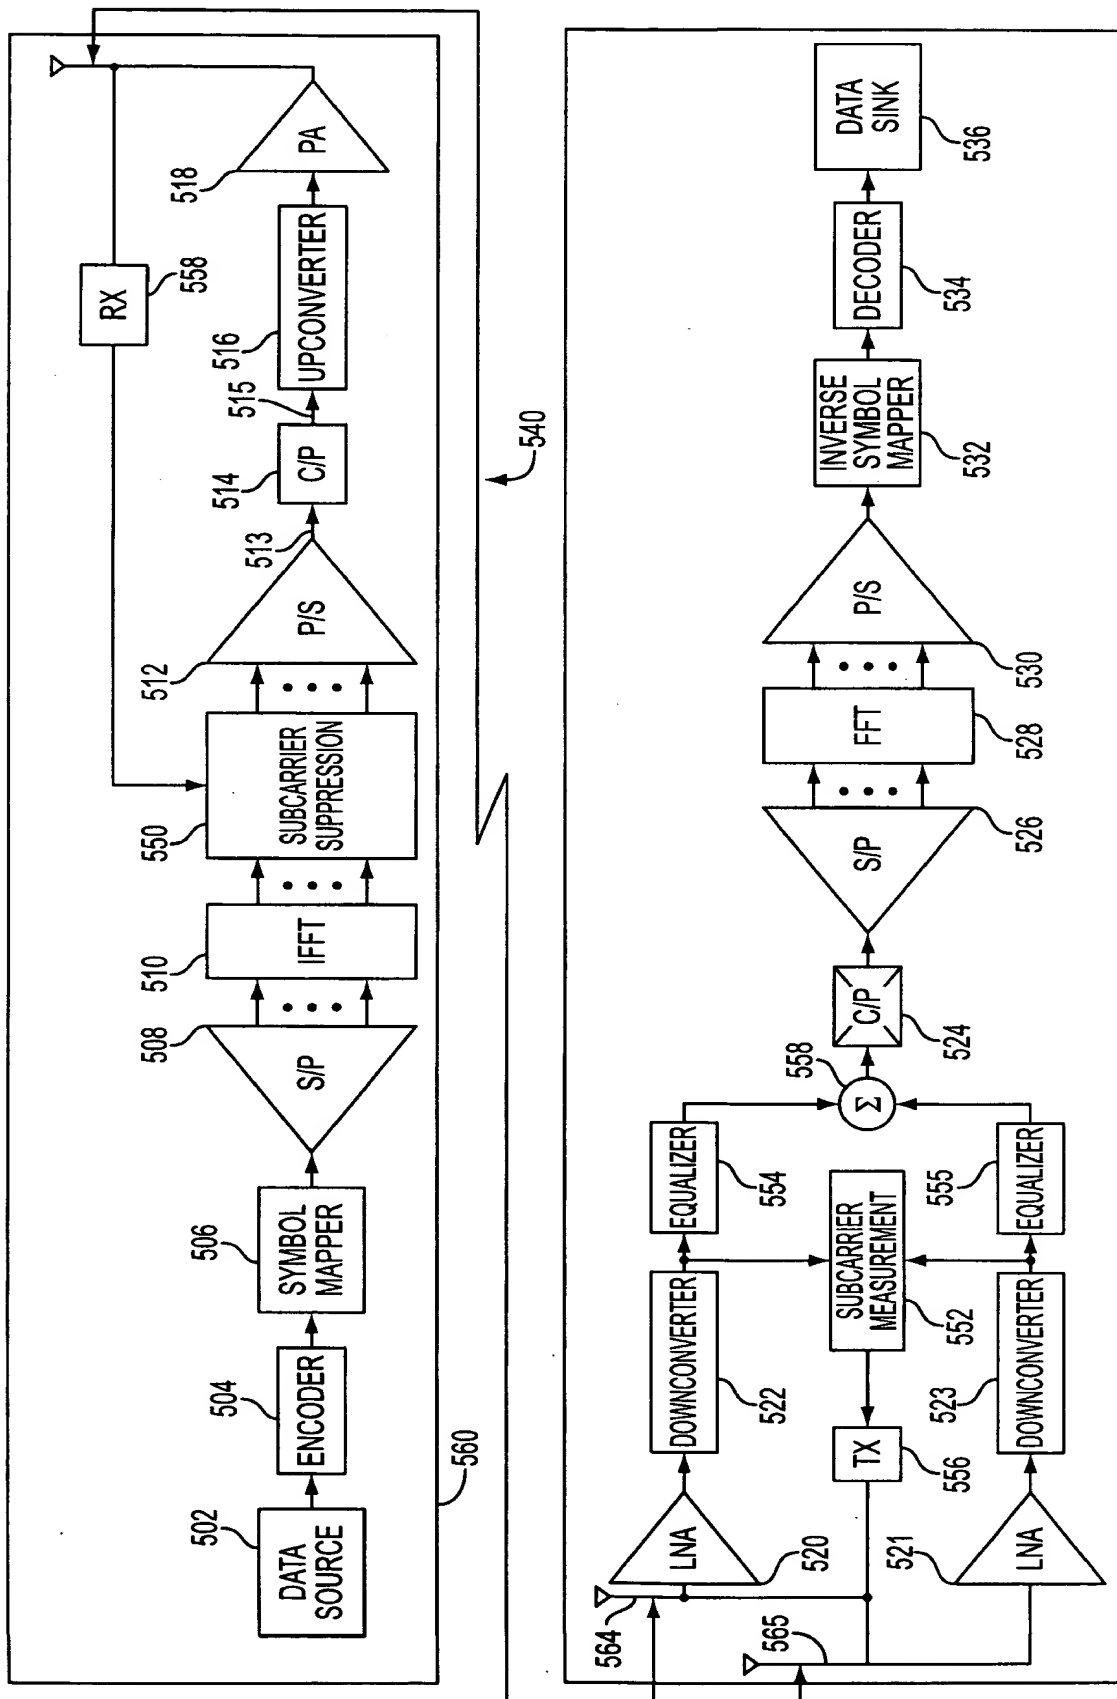 502
DATA
SOURCE
504
ENCODER
506
SYMBOL
MAPPER
508
S/P
510
IFFT
550
SUBCARRIER
SUPPRESSION
512
P/S
513
514
C/P
515
516
UPCONVERTER
518
PA
RX
558
560
540
564
565
LNA
520
LNA
521
DOWNCONVERTER
522
DOWNCONVERTER
523
TX
556
SUBCARRIER
MEASUREMENT
552
EQUALIZER
554
EQUALIZER
555
558
Σ
C/P
524
S/P
526
FFT
528
P/S
530
INVERSE
SYMBOL
MAPPER
532
DECODER
534
DATA
SINK
536